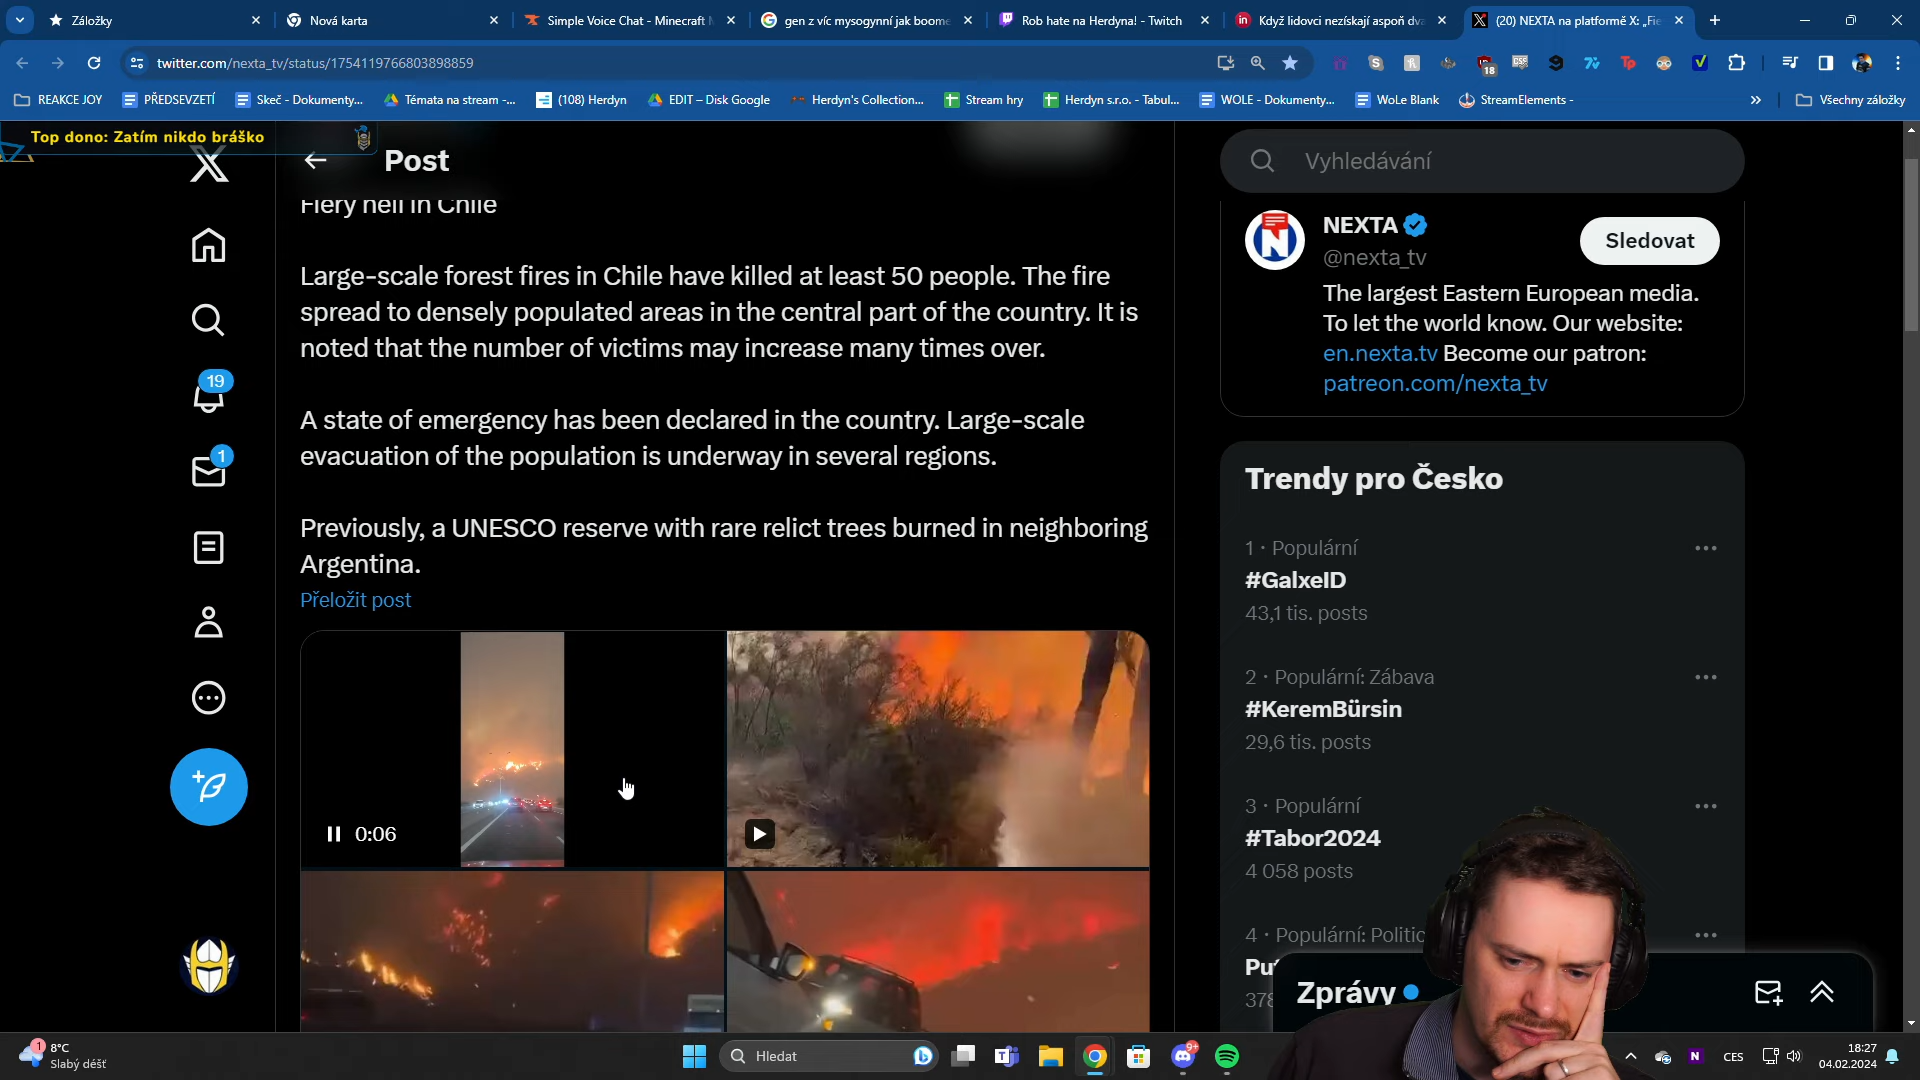 Záložky
Nová karta
Simple Voice Chat - Minecraft M
gen z víc mysogynní jak boome
Rob hate na Herdyna! - Twitch
Když lidovci nezískají aspoň dva
(20) NEXTA na platformě X: „Fie
twitter.com/nexta_tv/status/1754119766803898859
18
REAKCE JOY
PŘEDSEVZETÍ
Skeč - Dokumenty...
Témata na stream -...
(108) Herdyn
EDIT – Disk Google
Herdyn's Collection...
Stream hry
Herdyn s.r.o. - Tabul...
WOLE - Dokumenty...
WoLe Blank
StreamElements -
Všechny záložky
Top dono: Zatím nikdo bráško
Post
Vyhledávání
Fiery hell in Chile
Large-scale forest fires in Chile have killed at least 50 people. The fire
spread to densely populated areas in the central part of the country. It is
noted that the number of victims may increase many times over.
A state of emergency has been declared in the country. Large-scale
evacuation of the population is underway in several regions.
Previously, a UNESCO reserve with rare relict trees burned in neighboring
Argentina.
Přeložit post
0:06
19
1
NEXTA
@nexta_tv
Sledovat
The largest Eastern European media.
To let the world know. Our website:
en.nexta.tv Become our patron:
patreon.com/nexta_tv
Trendy pro Česko
1 · Populární
#GalxeID
43,1 tis. posts
2 · Populární: Zábava
#KeremBürsin
29,6 tis. posts
3 · Populární
#Tabor2024
4 058 posts
4 · Populární: Politic
Zprávy
1
8°C
Slabý déšť
Hledat
9+
CES
18:27
04.02.2024